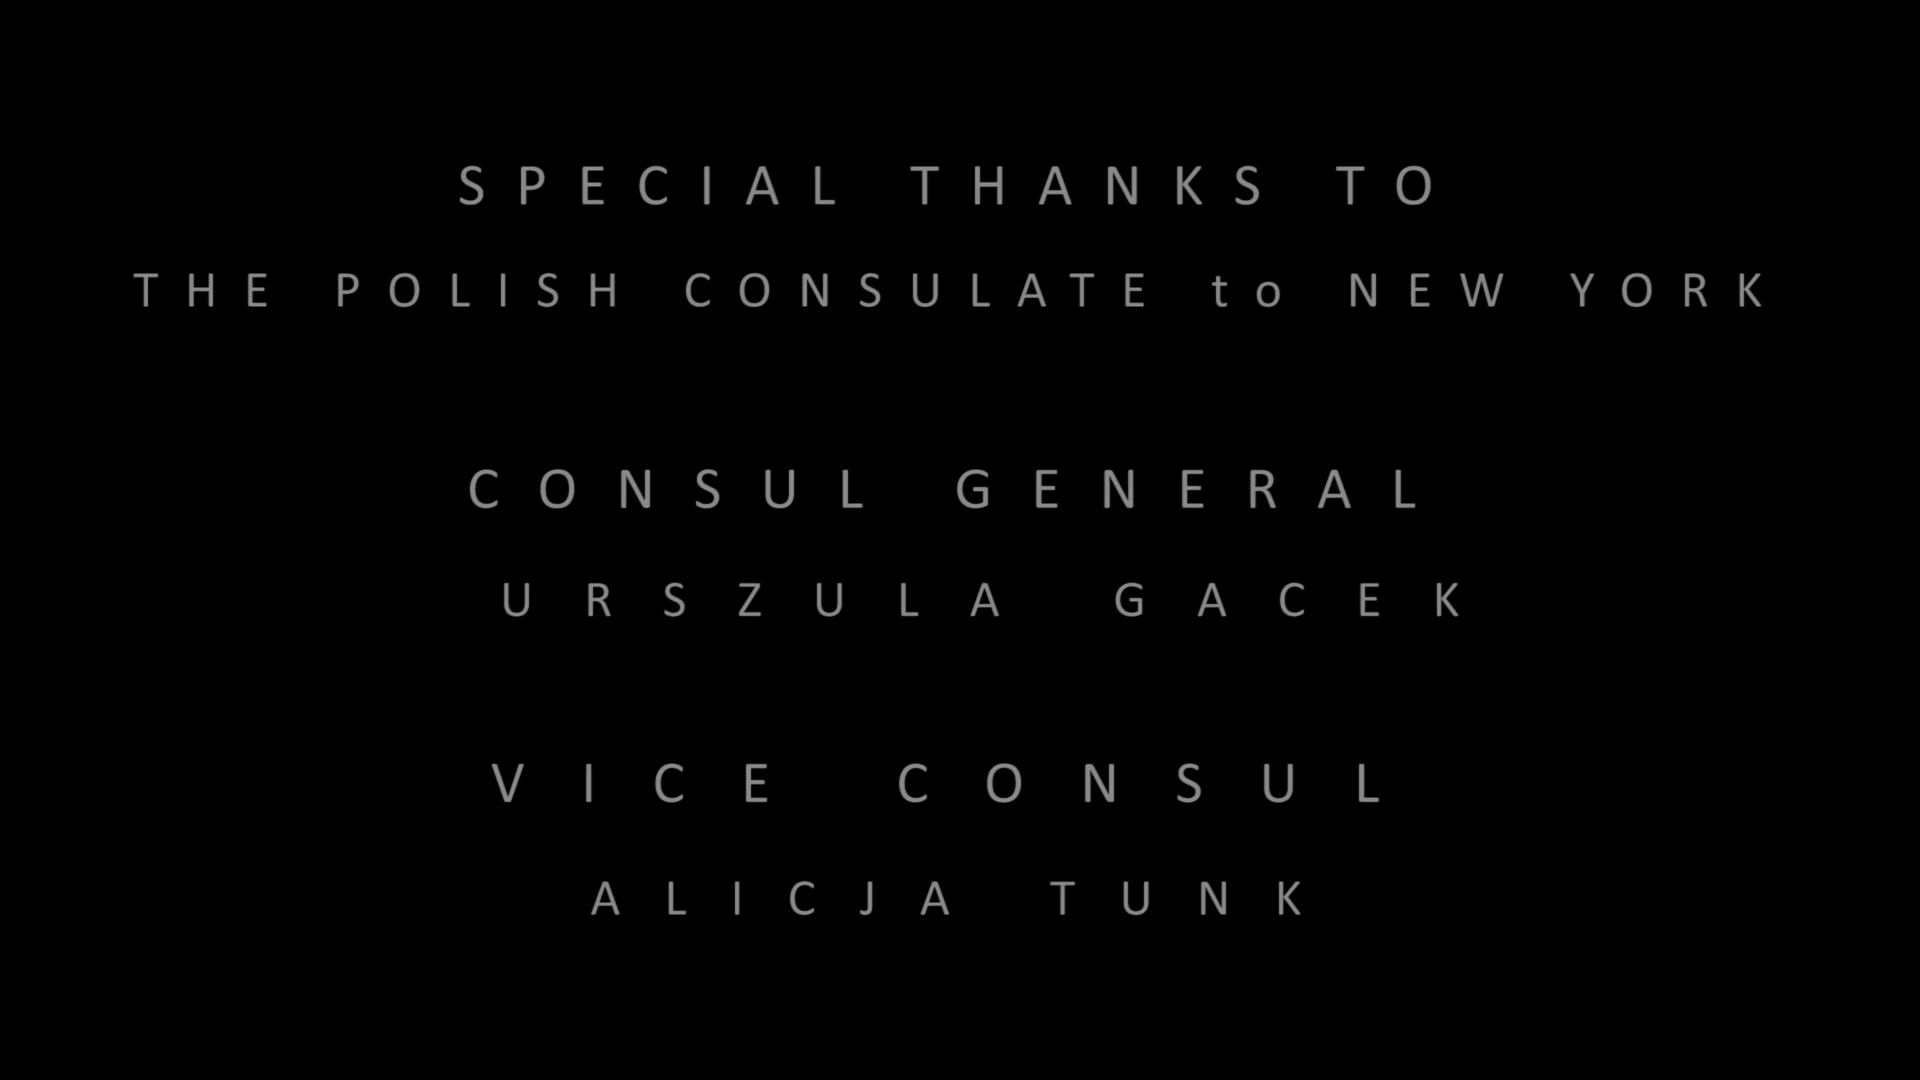 SPECIAL THANKS TO
THE POLISH CONSULATE to NEW YORK
CONSUL GENERAL
URSZULA GACEK
VICE CONSUL
ALICJA TUNK